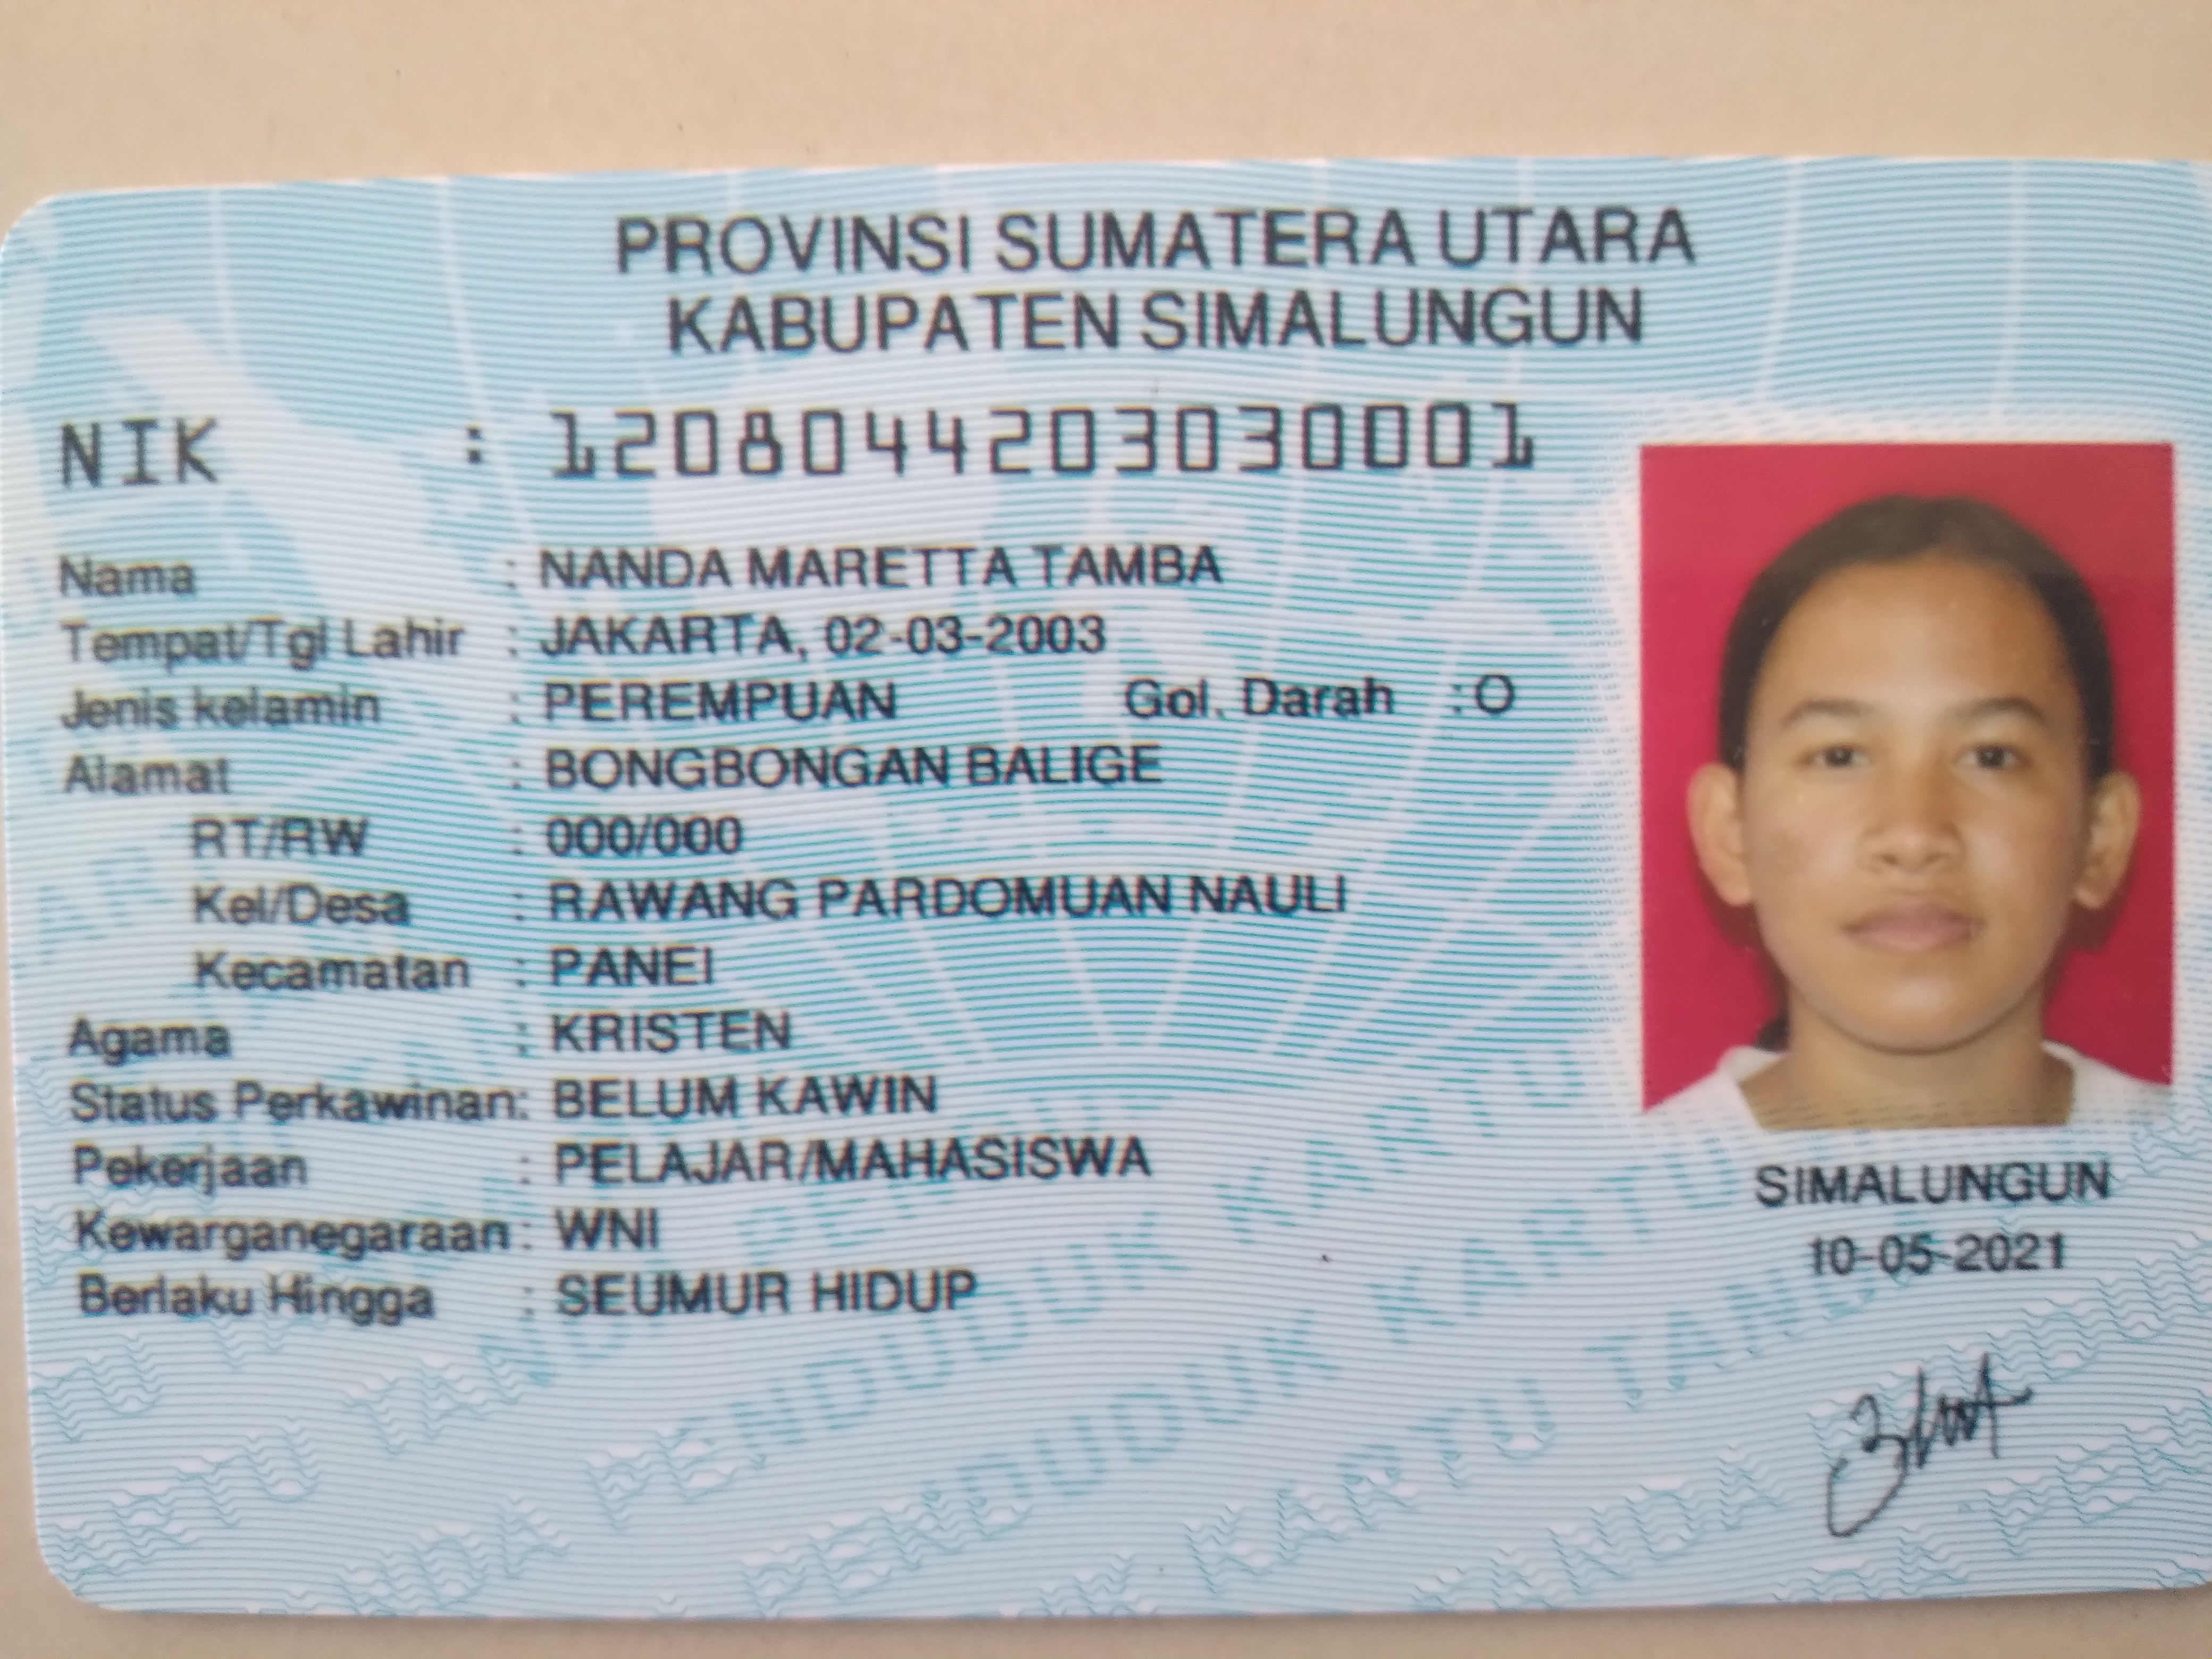 PROVINSI SUMATERA UTARA
KABUPATEN SIMALUNGUN
NIK : 1208044203030001
Nama : NANDA MARETTA TAMBA
Tempat/Tgl Lahir : JAKARTA, 02-03-2003
Jenis kelamin : PEREMPUAN Gol. Darah : O
Alamat : BONGBONGAN BALIGE
RT/RW : 000/000
Kel/Desa : RAWANG PARDOMUAN NAULI
Kecamatan : PANEI
Agama : KRISTEN
Status Perkawinan: BELUM KAWIN
Pekerjaan : PELAJAR/MAHASISWA
Kewarganegaraan: WNI
Berlaku Hingga : SEUMUR HIDUP
SIMALUNGUN
10-05-2021